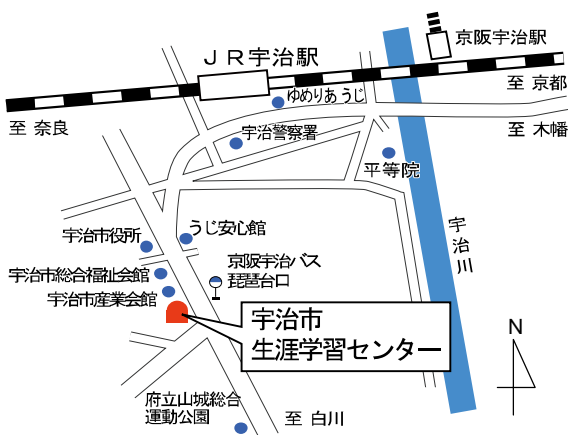 京阪宇治駅
JR宇治駅
至 京都
ゆめりあ うじ
至 奈良
宇治警察署
至 木幡
平等院
宇治市役所
うじ安心館
宇治川
宇治市総合福祉会館
京阪宇治バス
琵琶台口
宇治市産業会館
宇治市
生涯学習センター
N
府立山城総合
運動公園
至 白川